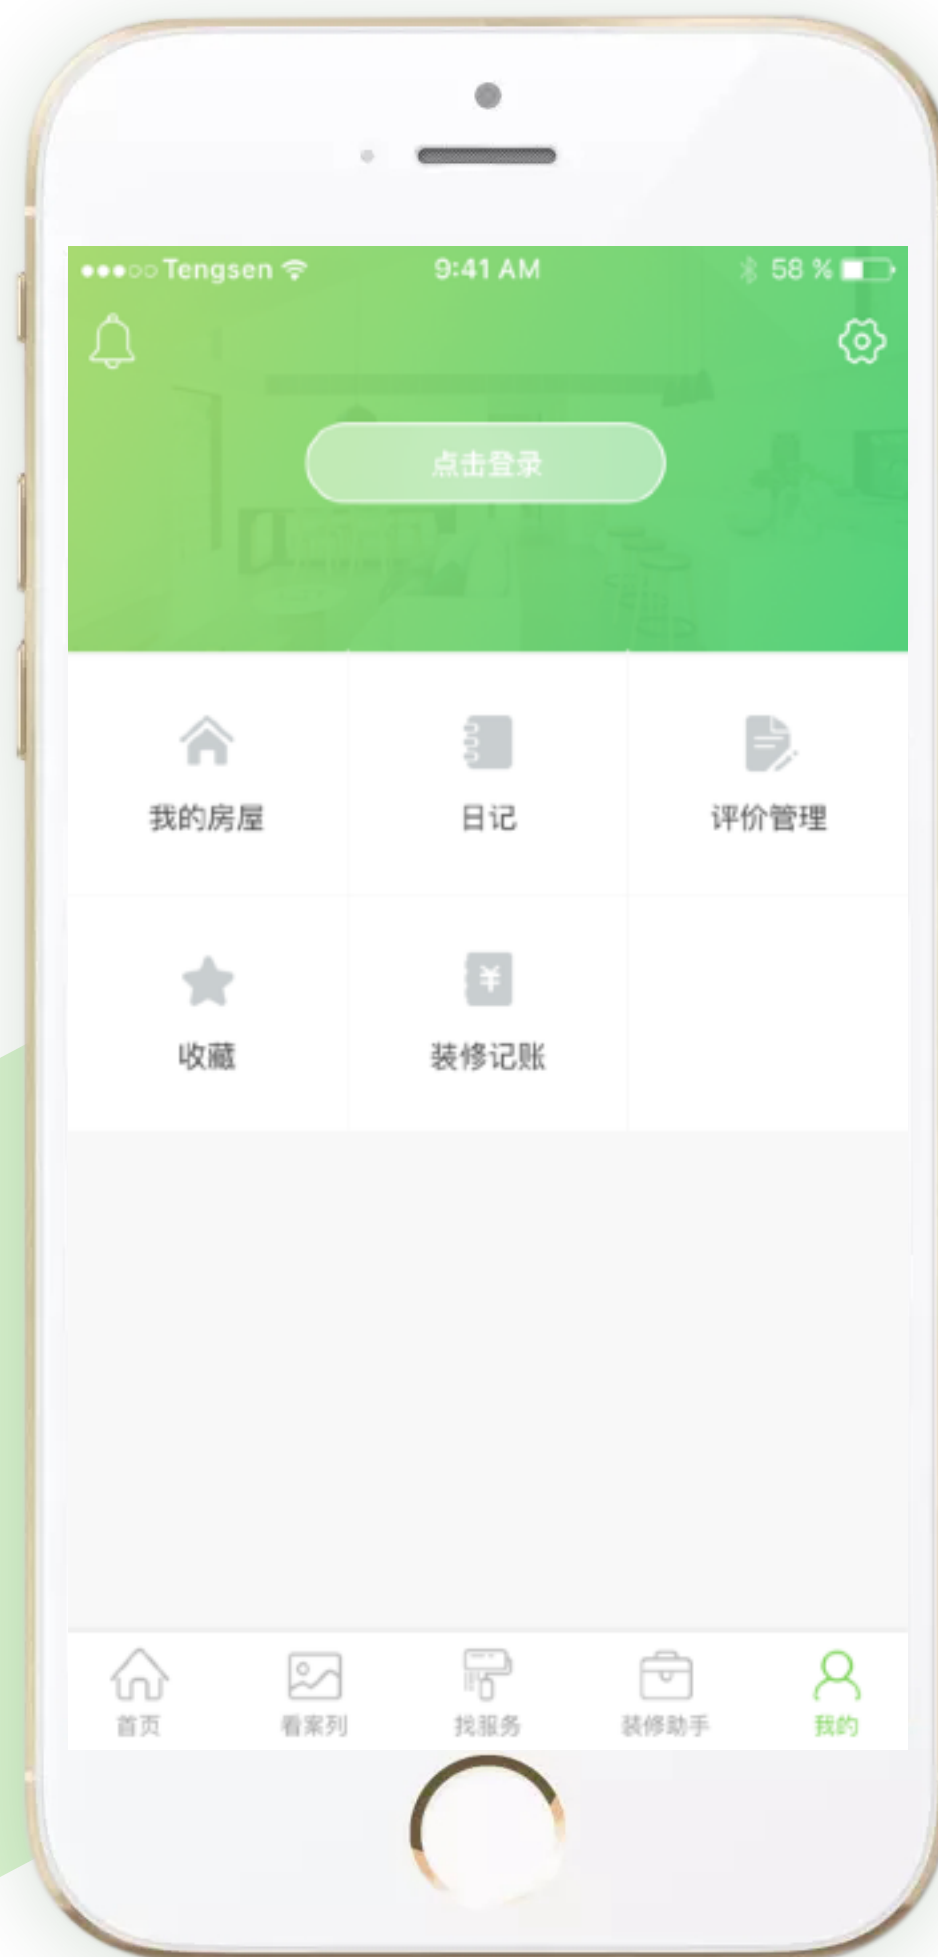 Tengsen 9:41 AM 58 %
点击登录
我的房屋 日记 评价管理
¥
收藏 装修记账
首页 看案列 找服务 装修助手 我的